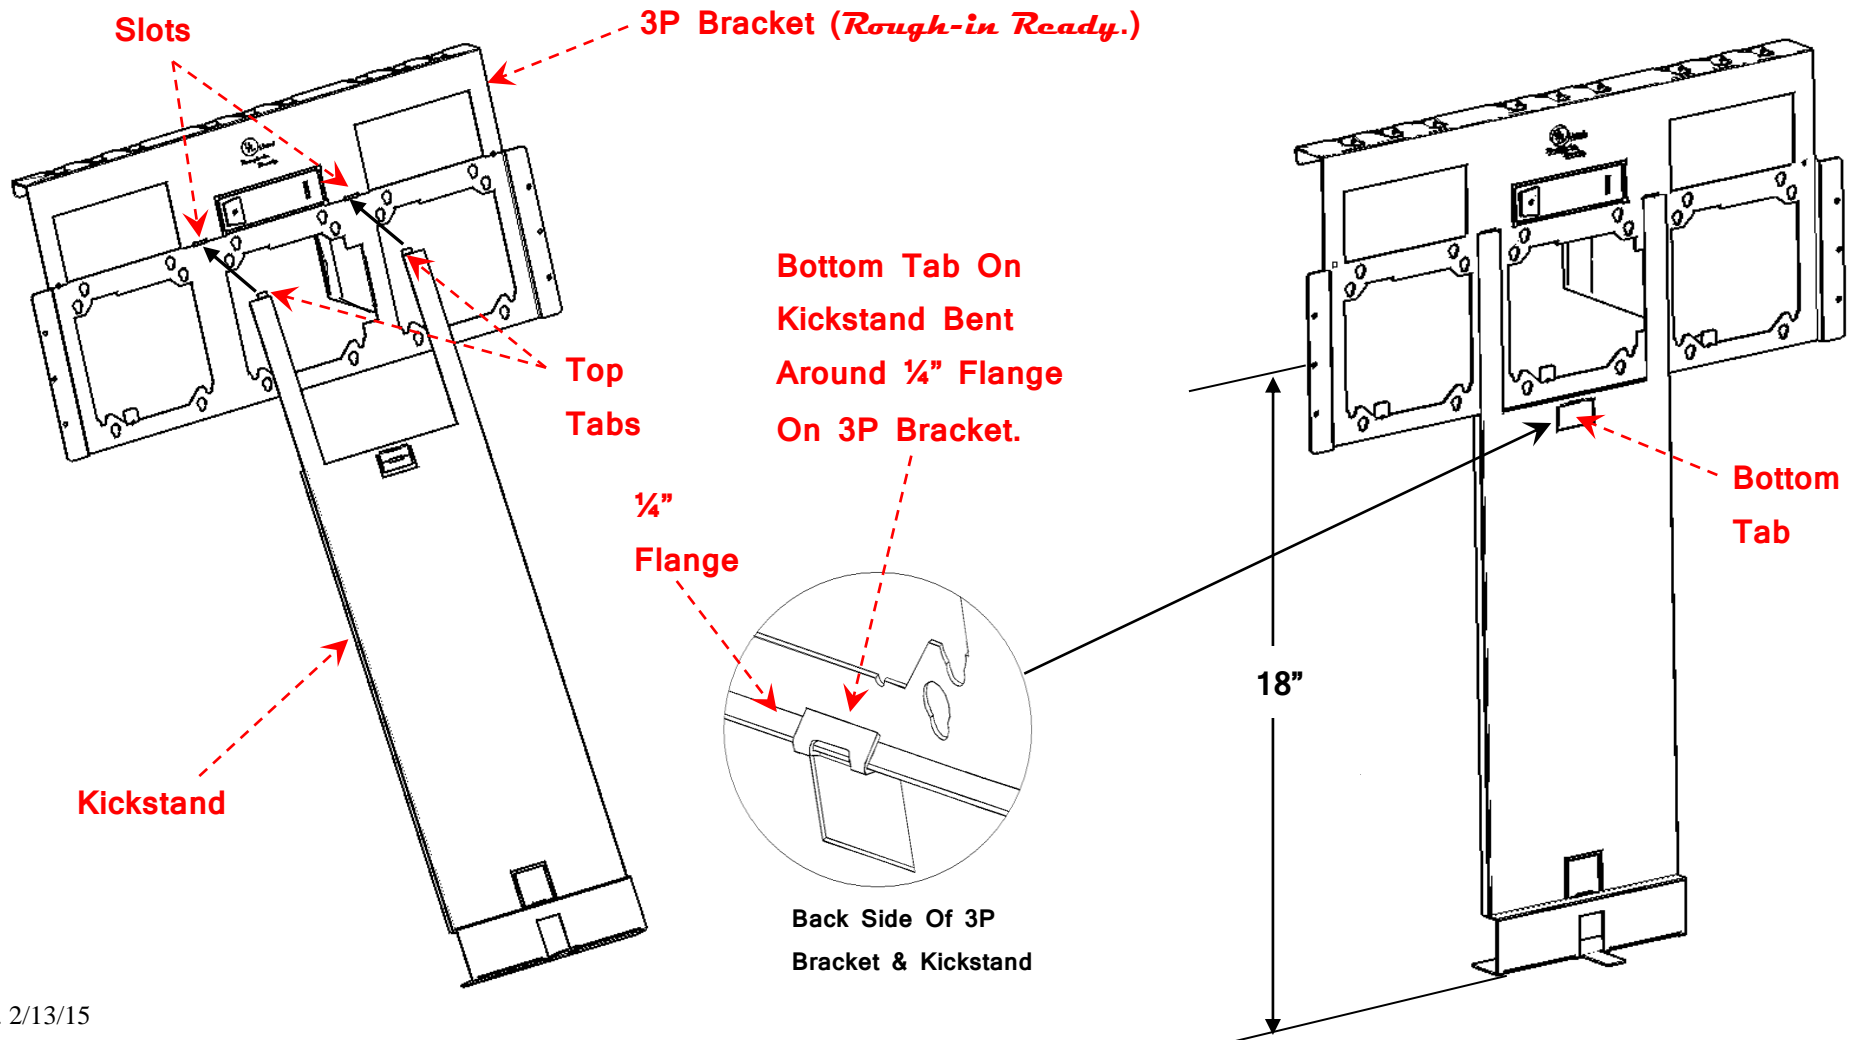 Slots
3P Bracket (Rough-in Ready.)
Bottom Tab On
Kickstand Bent
Around ¼” Flange
On 3P Bracket.
Top
Tabs
¼”
Flange
Bottom
Tab
18”
Kickstand
Back Side Of 3P
Bracket & Kickstand
. 2/13/15